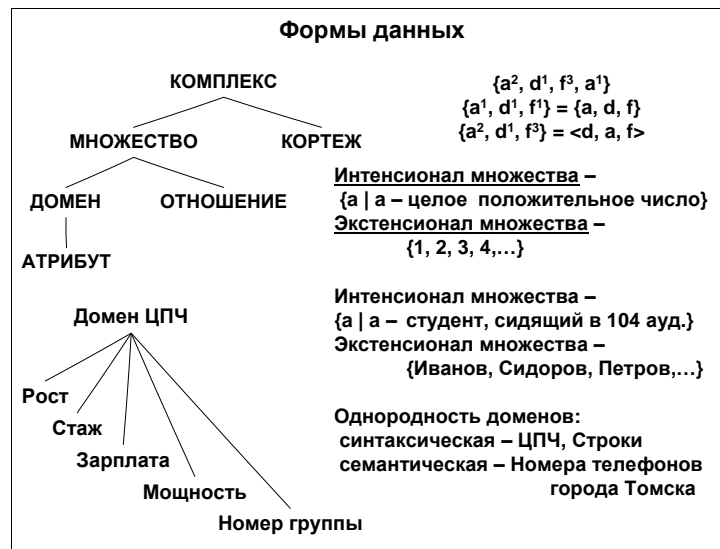 Формы данных
КОМПЛЕКС
МНОЖЕСТВО КОРТЕЖ
ДОМЕН ОТНОШЕНИЕ
АТРИБУТ
Домен ЦПЧ
Рост
Стаж
Зарплата
Мощность
Номер группы
{a², d¹, f³, a¹}
{a¹, d¹, f¹} = {a, d, f}
{a², d¹, f³} = <d, a, f>
Интенсионал множества –
{a | a – целое положительное число}
Экстенсионал множества –
{1, 2, 3, 4,…}
Интенсионал множества –
{a | a – студент, сидящий в 104 ауд.}
Экстенсионал множества –
{Иванов, Сидоров, Петров,…}
Однородность доменов:
синтаксическая – ЦПЧ, Строки
семантическая – Номера телефонов
города Томска